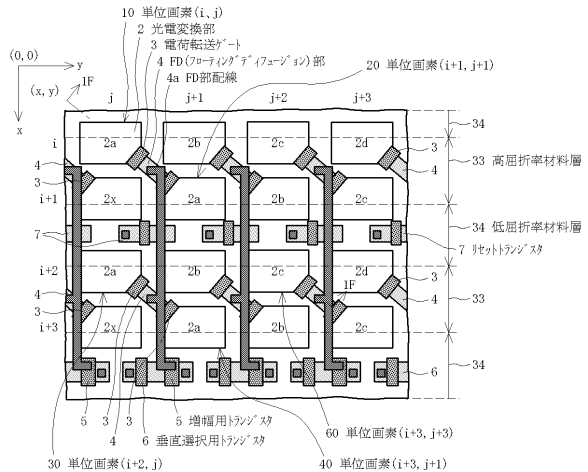 10 単位画素(i、j)
2 光電変換部
3 電荷転送ゲート
4 FD(フローティングディフュージョン)部
4a FD部配線
20 単位画素(i+1, j+1)
(0,0)
y
x
(x,y)
1F
j
j+1
j+2
j+3
i
2a
2b
2c
2d
3
4
34
33 高屈折率材料層
4
3
i+1
2x
2a
2b
2c
7
34 低屈折率材料層
7 リセットトランジスタ
i+2
2a
2b
2c
2d
3
4
1F
33
4
3
i+3
2x
2a
2b
2c
34
6
5
3
4
3
5 増幅用トランジスタ
6 垂直選択用トランジスタ
60 単位画素(i+3, j+3)
30 単位画素(i+2, j)
40 単位画素(i+3, j+1)